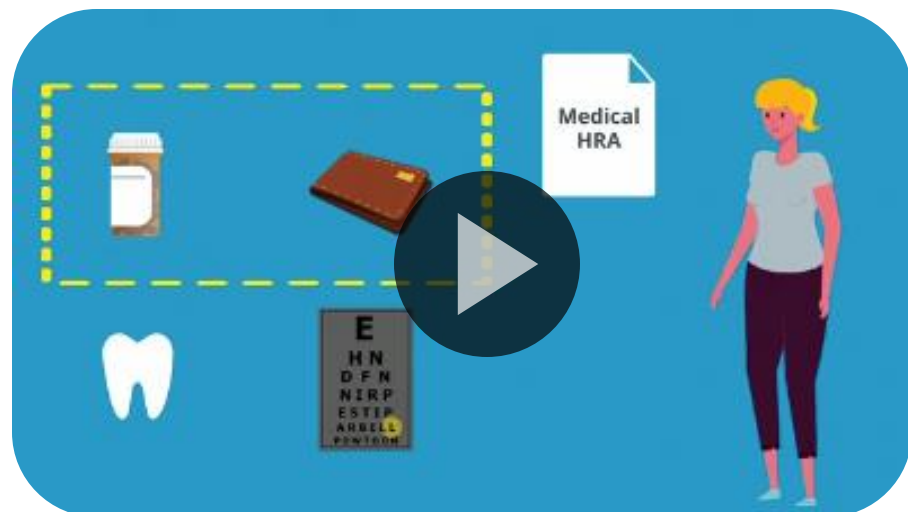 Medical
HRA
E
H N
D F N
N I R P
E S T I P
A R B I L L
P O W T O O N